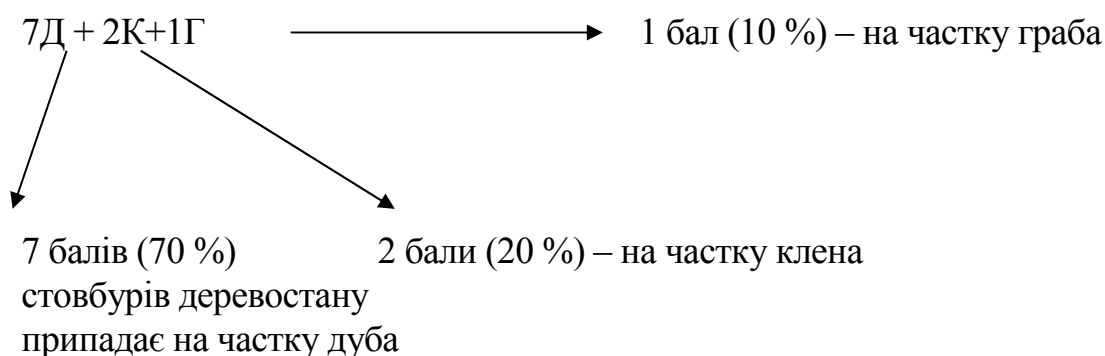 7Д + 2К+1Г 1 бал (10 %) – на частку граба
7 балів (70 %) 2 бали (20 %) – на частку клена
стовбурів деревостану
припадає на частку дуба